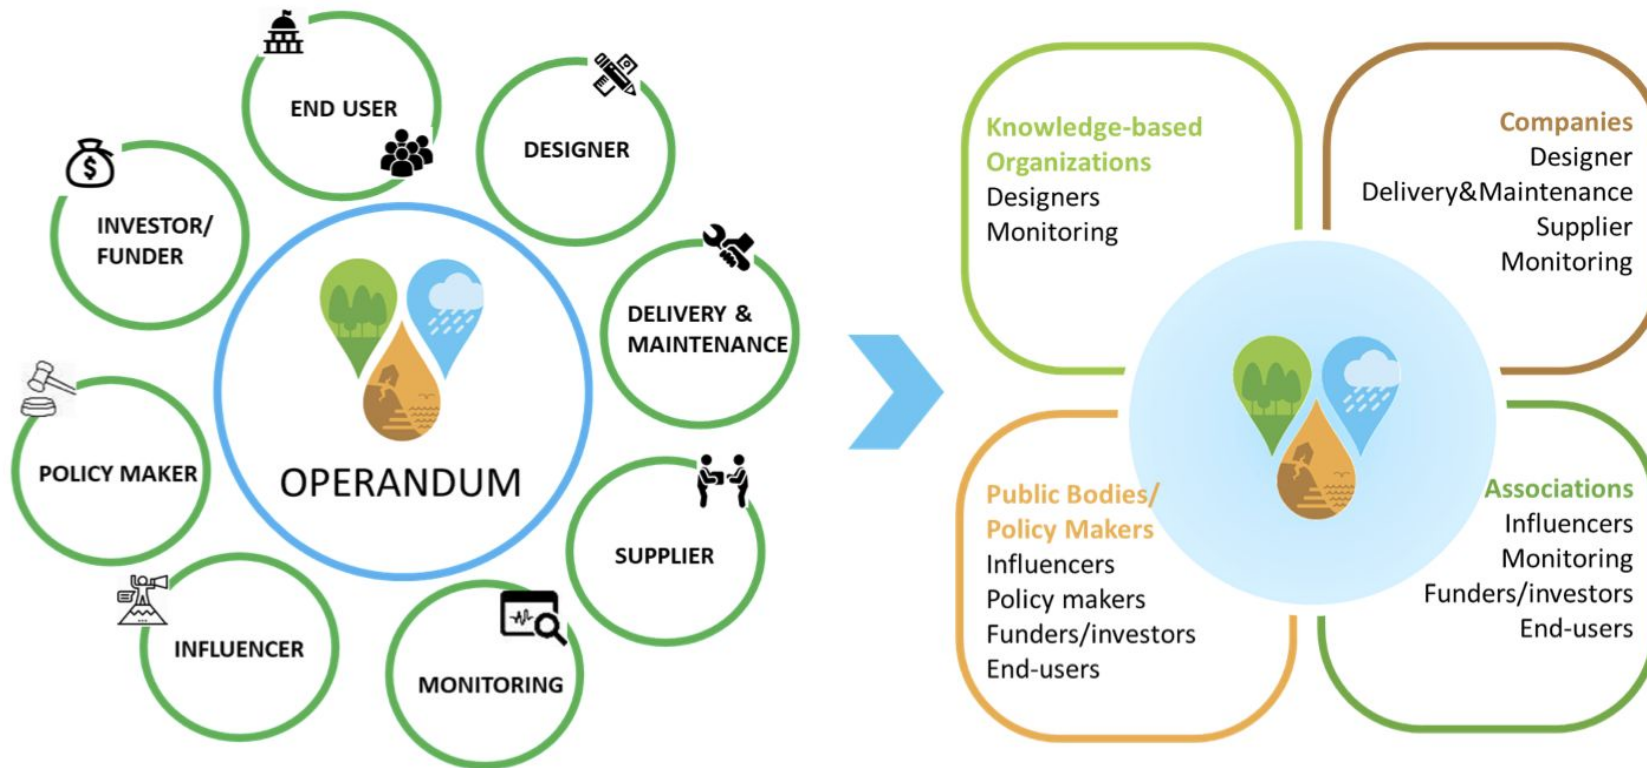 END USER
DESIGNER
INVESTOR/
FUNDER
DELIVERY &
MAINTENANCE
OPERANDUM
POLICY MAKER
SUPPLIER
INFLUENCER
MONITORING
Knowledge-based
Organizations
Designers
Monitoring
Companies
Designer
Delivery&Maintenance
Supplier
Monitoring
Public Bodies/
Policy Makers
Influencers
Policy makers
Funders/investors
End-users
Associations
Influencers
Monitoring
Funders/investors
End-users